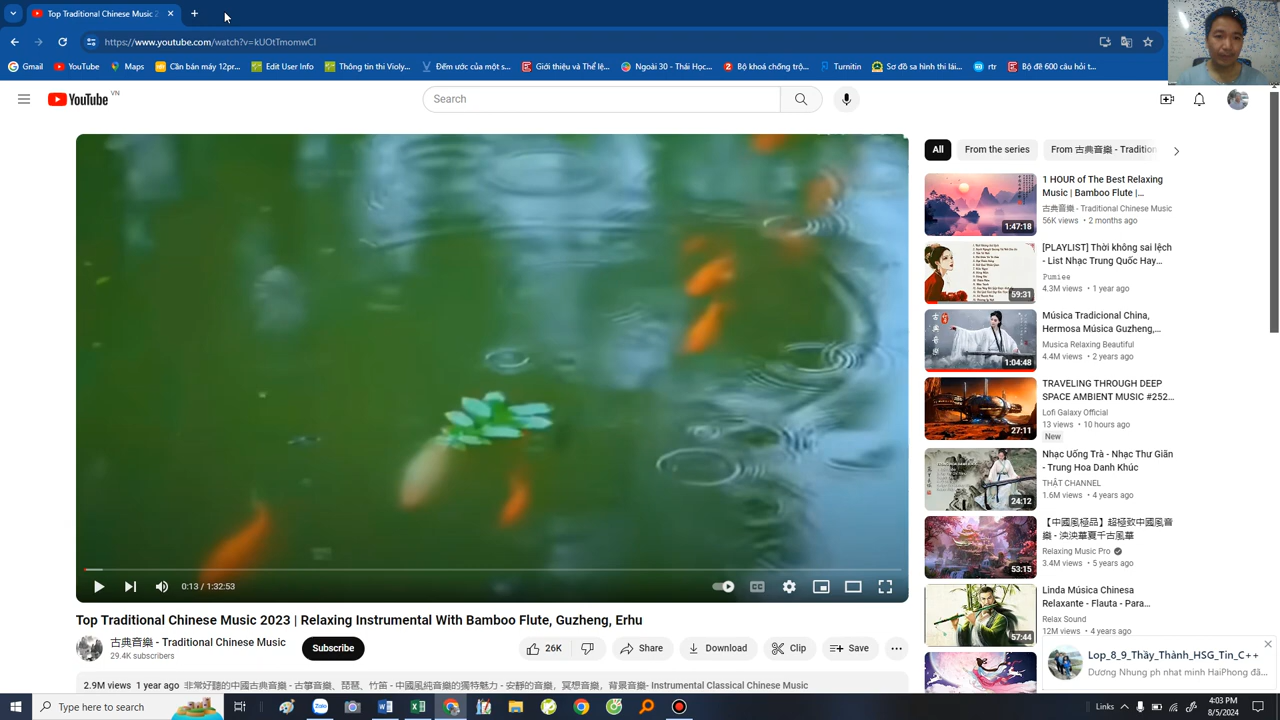 Top Traditional Chinese Music 2
https://www.youtube.com/watch?v=kUOtTmomwCI
Gmail
YouTube
Maps
Căn bán máy 12pr...
Edit User Info
Thông tin thí Violy...
Đếm ước của một s...
Giới thiệu và Thể lệ...
Ngoài 30 - Thái Học...
Bộ khoá chống trộ...
Turnitin
Sơ đồ sa hình thi lái...
rtr
Bộ đề 600 câu hỏi t...
YouTube VN
Search
All
From the series
From 古典音樂 - Tradition
1 HOUR of The Best Relaxing
Music | Bamboo Flute |...
古典音樂 - Traditional Chinese Music
56K views • 2 months ago
1:47:18
[PLAYLIST] Thời không sai lệch
- List Nhạc Trung Quốc Hay...
Pumiee
4.3M views • 1 year ago
59:31
Música Tradicional China,
Hermosa Música Guzheng,...
Musica Relaxing Beautiful
4.4M views • 2 years ago
古典音樂
1:04:48
TRAVELING THROUGH DEEP
SPACE AMBIENT MUSIC #252...
Lofi Galaxy Official
13 views • 10 hours ago
New
27:11
Nhạc Uống Trà - Nhạc Thư Giãn
- Trung Hoa Danh Khúc
THẬT CHANNEL
1.6M views • 4 years ago
24:12
【中國風極品】超極致中國風音
樂 - 泱泱華夏千古風華
Relaxing Music Pro
3.4M views • 5 years ago
53:15
Linda Música Chinesa
Relaxante - Flauta - Para...
Relax Sound
12M views • 4 years ago
57:44
0:13 / 1:32:53
Top Traditional Chinese Music 2023 | Relaxing Instrumental With Bamboo Flute, Guzheng, Erhu
古典音樂 - Traditional Chinese Music
29.4K subscribers
Subscribe
26K
Share
Download
Clip
Save
2.9M views 1 year ago 非常好聽的中國古典音樂 - 古箏音樂、琵琶、竹笛 - 中國風純音樂的獨特魅力 - 安靜的音樂，冥想音樂，背景音樂- Instrumental Classical Chinese Music
Lop_8_9_Thầy_Thành_HSG_Tin_C++
Dương Nhung ph nhat minh HaiPhong đã...
Type here to search
Zalo
Links
4:03 PM
8/5/2024